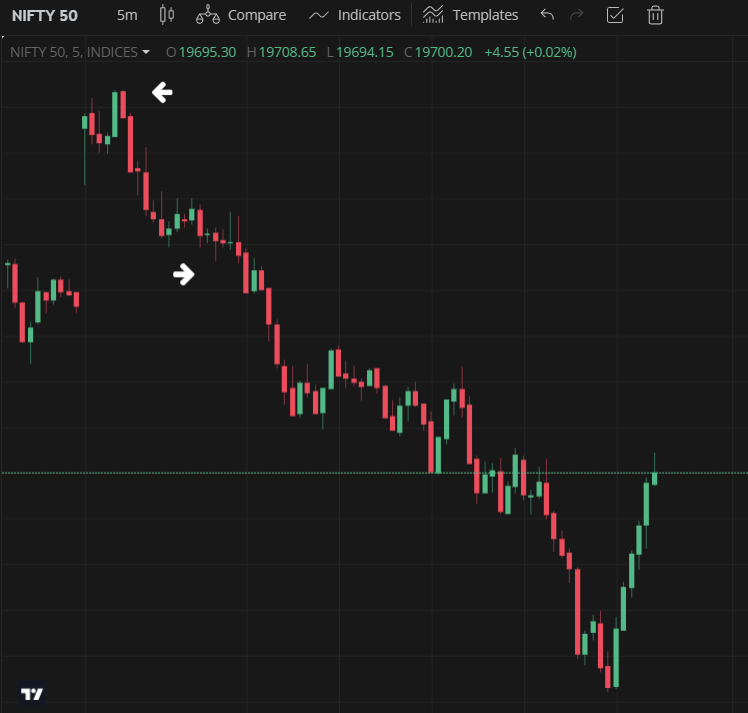 NIFTY 50 5m Compare Indicators Templates
NIFTY 50, 5, INDICES O19695.30 H19708.65 L19694.15 C19700.20 +4.55 (+0.02%)